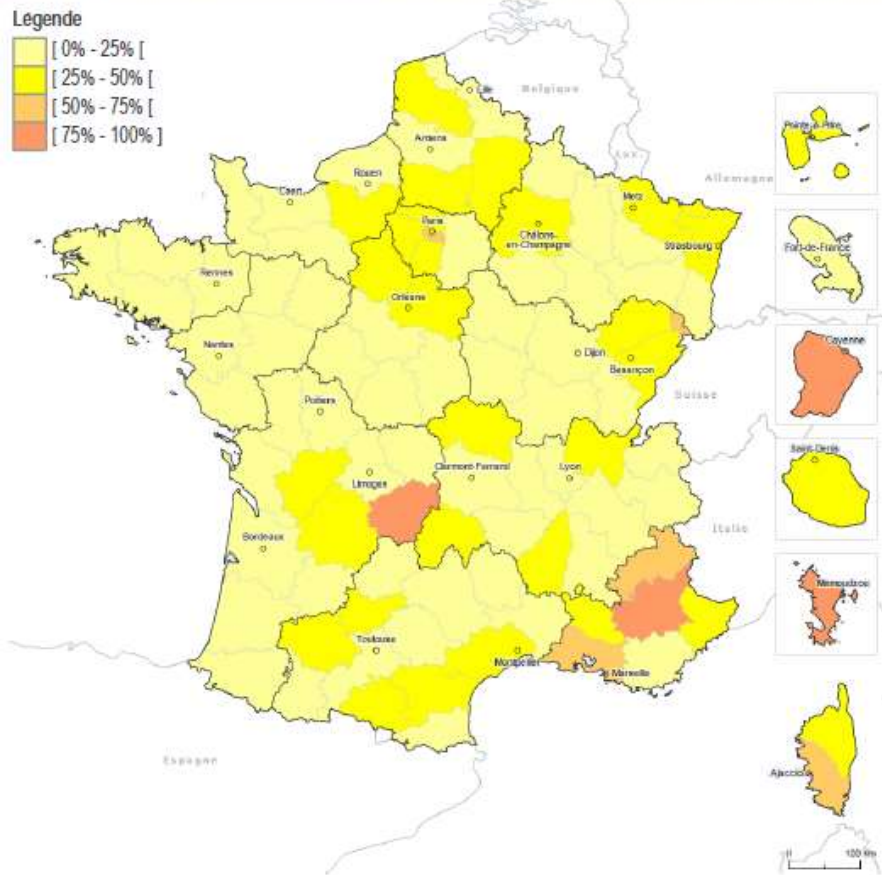 Légende
[ 0% - 25% [
[ 25% - 50% [
[ 50% - 75% [
[ 75% - 100% ]
Lille
Belgique
Amiens
Pointe-à-Pitre
Lux.
Allemagne
Rouen
Caen
Metz
Paris
Châlons-
en-Champagne
Strasbourg
Fort-de-France
Rennes
Orléans
Cayenne
Nantes
Dijon
Besançon
Suisse
Poitiers
Saint-Denis
Clermont-Ferrand
Lyon
Limoges
Italie
Bordeaux
Mamoudzou
Toulouse
Montpellier
Marseille
Espagne
Ajaccio
0
100 Km